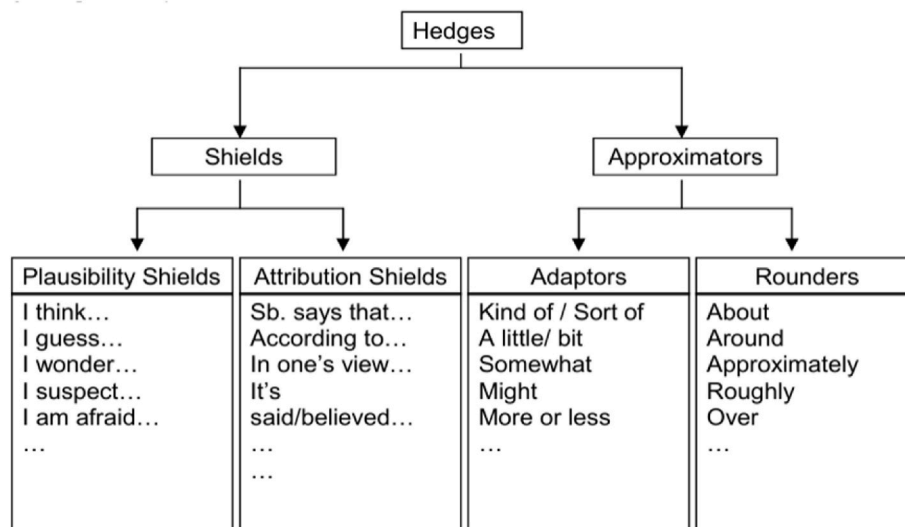 Hedges
Shields
Approximators
Plausibility Shields
I think…
I guess…
I wonder…
I suspect…
I am afraid…
…
Attribution Shields
Sb. says that…
According to…
In one’s view…
It’s
said/believed…
…
…
Adaptors
Kind of / Sort of
A little/ bit
Somewhat
Might
More or less
…
Rounders
About
Around
Approximately
Roughly
Over
…